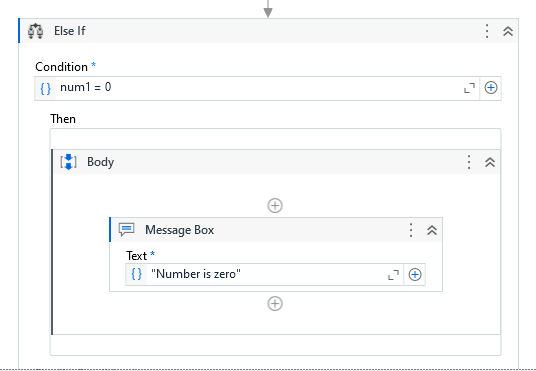 Else If
Condition *
{} num1 = 0
Then
Body
Message Box
Text *
{} "Number is zero"